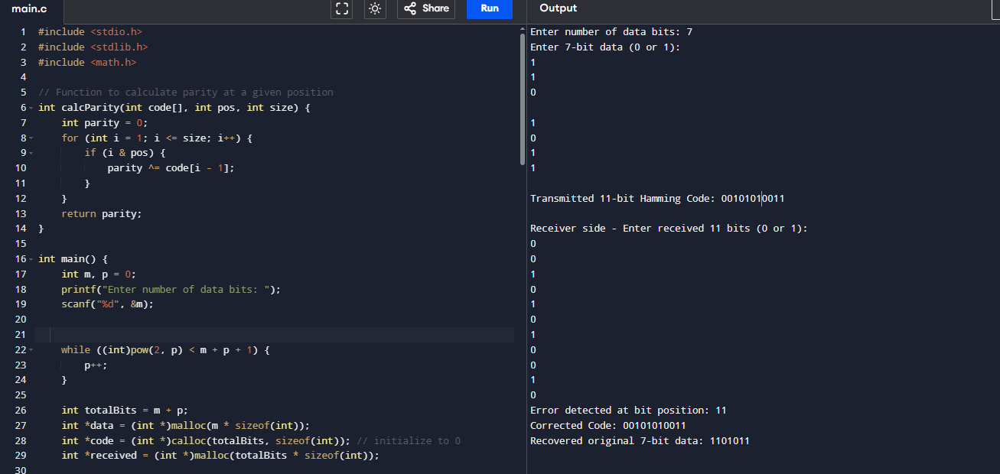 main.c
Share
Run
Output
1 #include <stdio.h>
2 #include <stdlib.h>
3 #include <math.h>
4
5 // Function to calculate parity at a given position
6 int calcParity(int code[], int pos, int size) {
7     int parity = 0;
8     for (int i = 1; i <= size; i++) {
9         if (i & pos) {
10             parity ^= code[i - 1];
11         }
12     }
13     return parity;
14 }
15
16 int main() {
17     int m, p = 0;
18     printf("Enter number of data bits: ");
19     scanf("%d", &m);
20
21
22     while ((int)pow(2, p) < m + p + 1) {
23         p++;
24     }
25
26     int totalBits = m + p;
27     int *data = (int *)malloc(m * sizeof(int));
28     int *code = (int *)calloc(totalBits, sizeof(int)); // initialize to 0
29     int *received = (int *)malloc(totalBits * sizeof(int));
30
Enter number of data bits: 7
Enter 7-bit data (0 or 1):
1
1
0
1
0
1
1
Transmitted 11-bit Hamming Code: 00101010011
Receiver side - Enter received 11 bits (0 or 1):
0
0
1
0
1
0
1
0
0
1
0
Error detected at bit position: 11
Corrected Code: 00101010011
Recovered original 7-bit data: 1101011